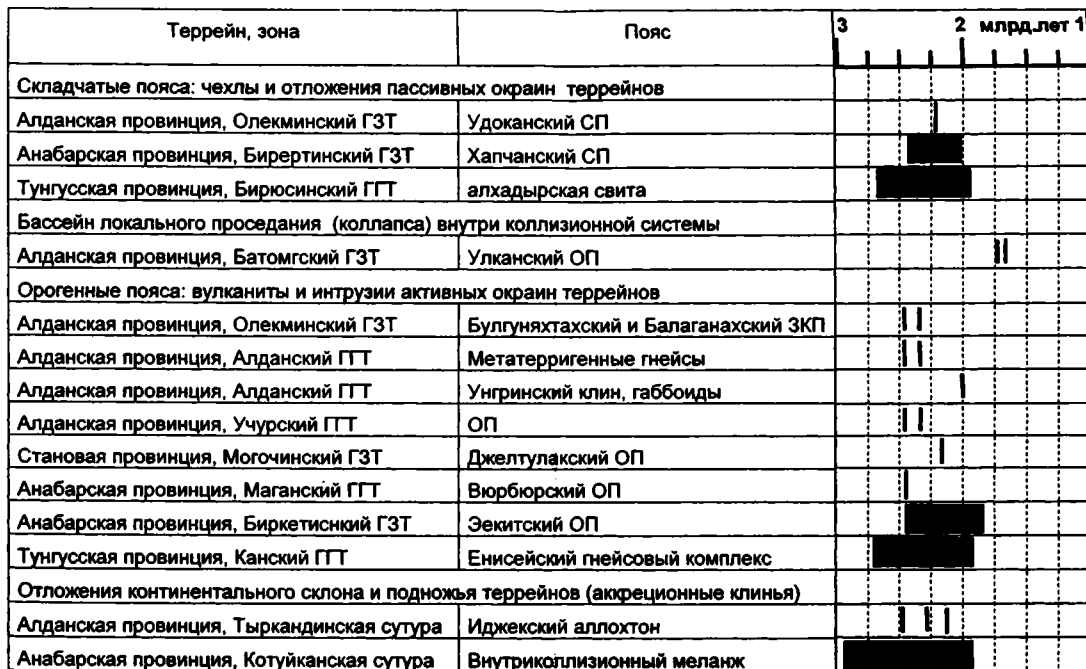 Террейн, зона Пояс 3 2 млрд.лет 1
Складчатые пояса: чехлы и отложения пассивных окраин террейнов
Алданская провинция, Олекминский ГЗТ Удоканский СП
Анабарская провинция, Бирертинский ГЗТ Хапчанский СП
Тунгусская провинция, Бирюсинский ГГТ алхадырская свита
Бассейн локального проседания (коллапса) внутри коллизионной системы
Алданская провинция, Батомгский ГЗТ Улканский ОП
Орогенные пояса: вулканиты и интрузии активных окраин террейнов
Алданская провинция, Олекминский ГЗТ Булгуняхтахский и Балаганахский ЗКП
Алданская провинция, Алданский ГГТ Метатерригенные гнейсы
Алданская провинция, Алданский ГГТ Унгринский клин, габбоиды
Алданская провинция, Учурский ГГТ ОП
Становая провинция, Могочинский ГЗТ Джелтулакский ОП
Анабарская провинция, Маганский ГГТ Вюрбюрский ОП
Анабарская провинция, Биркетиснкий ГЗТ Эекитский ОП
Тунгусская провинция, Канский ГГТ Енисейский гнейсовый комплекс
Отложения континентального склона и подножья террейнов (аккреционные клинья)
Алданская провинция, Тыркандинская сутура Иджекский аллохтон
Анабарская провинция, Котуйканская сутура Внутриколлизионный меланж